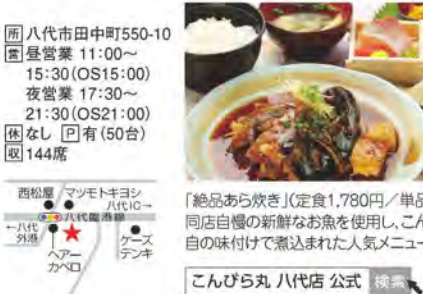 所 八代市田中町550-10
営 昼営業 11:00~
15:30(OS15:00)
夜営業 17:30~
21:30(OS21:00)
休 なし P 有(50台)
収 144席
西松屋 マツモトキヨシ
八代IC→
八代臨港線
←八代
外港
ヘアー
カベロ
ケーズ
デンキ
「絶品あら炊き」(定食1,780円/単品
同店自慢の新鮮なお魚を使用し、こん
自の味付けで煮込まれた人気メニュー
こんぴら丸 八代店 公式 検索